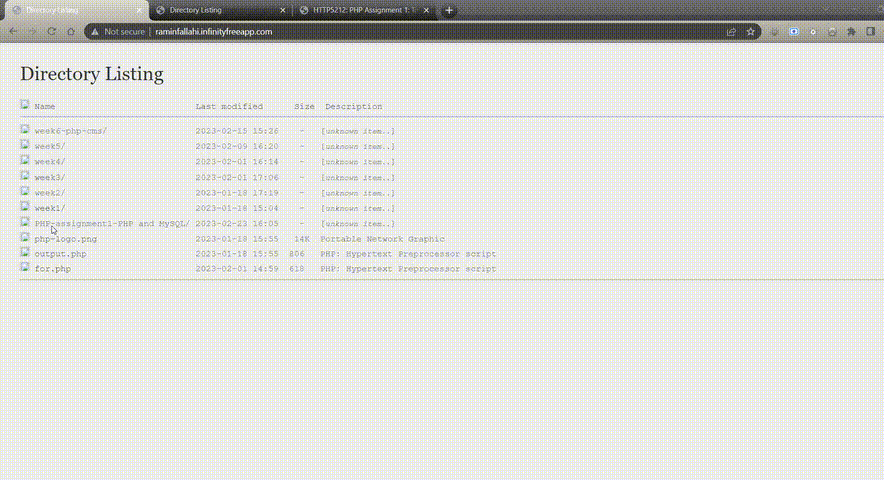 Directory Listing
Directory Listing
HTTP5212: PHP Assignment 1:
Not secure | raminfallahi.infinityfreeapp.com
Directory Listing
Name Last modified Size Description
week6-php-cms/ 2023-02-15 15:26 - [unknown item..]
week5/ 2023-02-09 16:20 - [unknown item..]
week4/ 2023-02-01 16:14 - [unknown item..]
week3/ 2023-02-01 17:06 - [unknown item..]
week2/ 2023-01-18 17:19 - [unknown item..]
week1/ 2023-01-18 15:04 - [unknown item..]
PHP-assignment1-PHP and MySQL/ 2023-02-23 16:05 - [unknown item..]
php-logo.png 2023-01-18 15:55 14K Portable Network Graphic
output.php 2023-01-18 15:55 806 PHP: Hypertext Preprocessor script
for.php 2023-02-01 14:59 618 PHP: Hypertext Preprocessor script